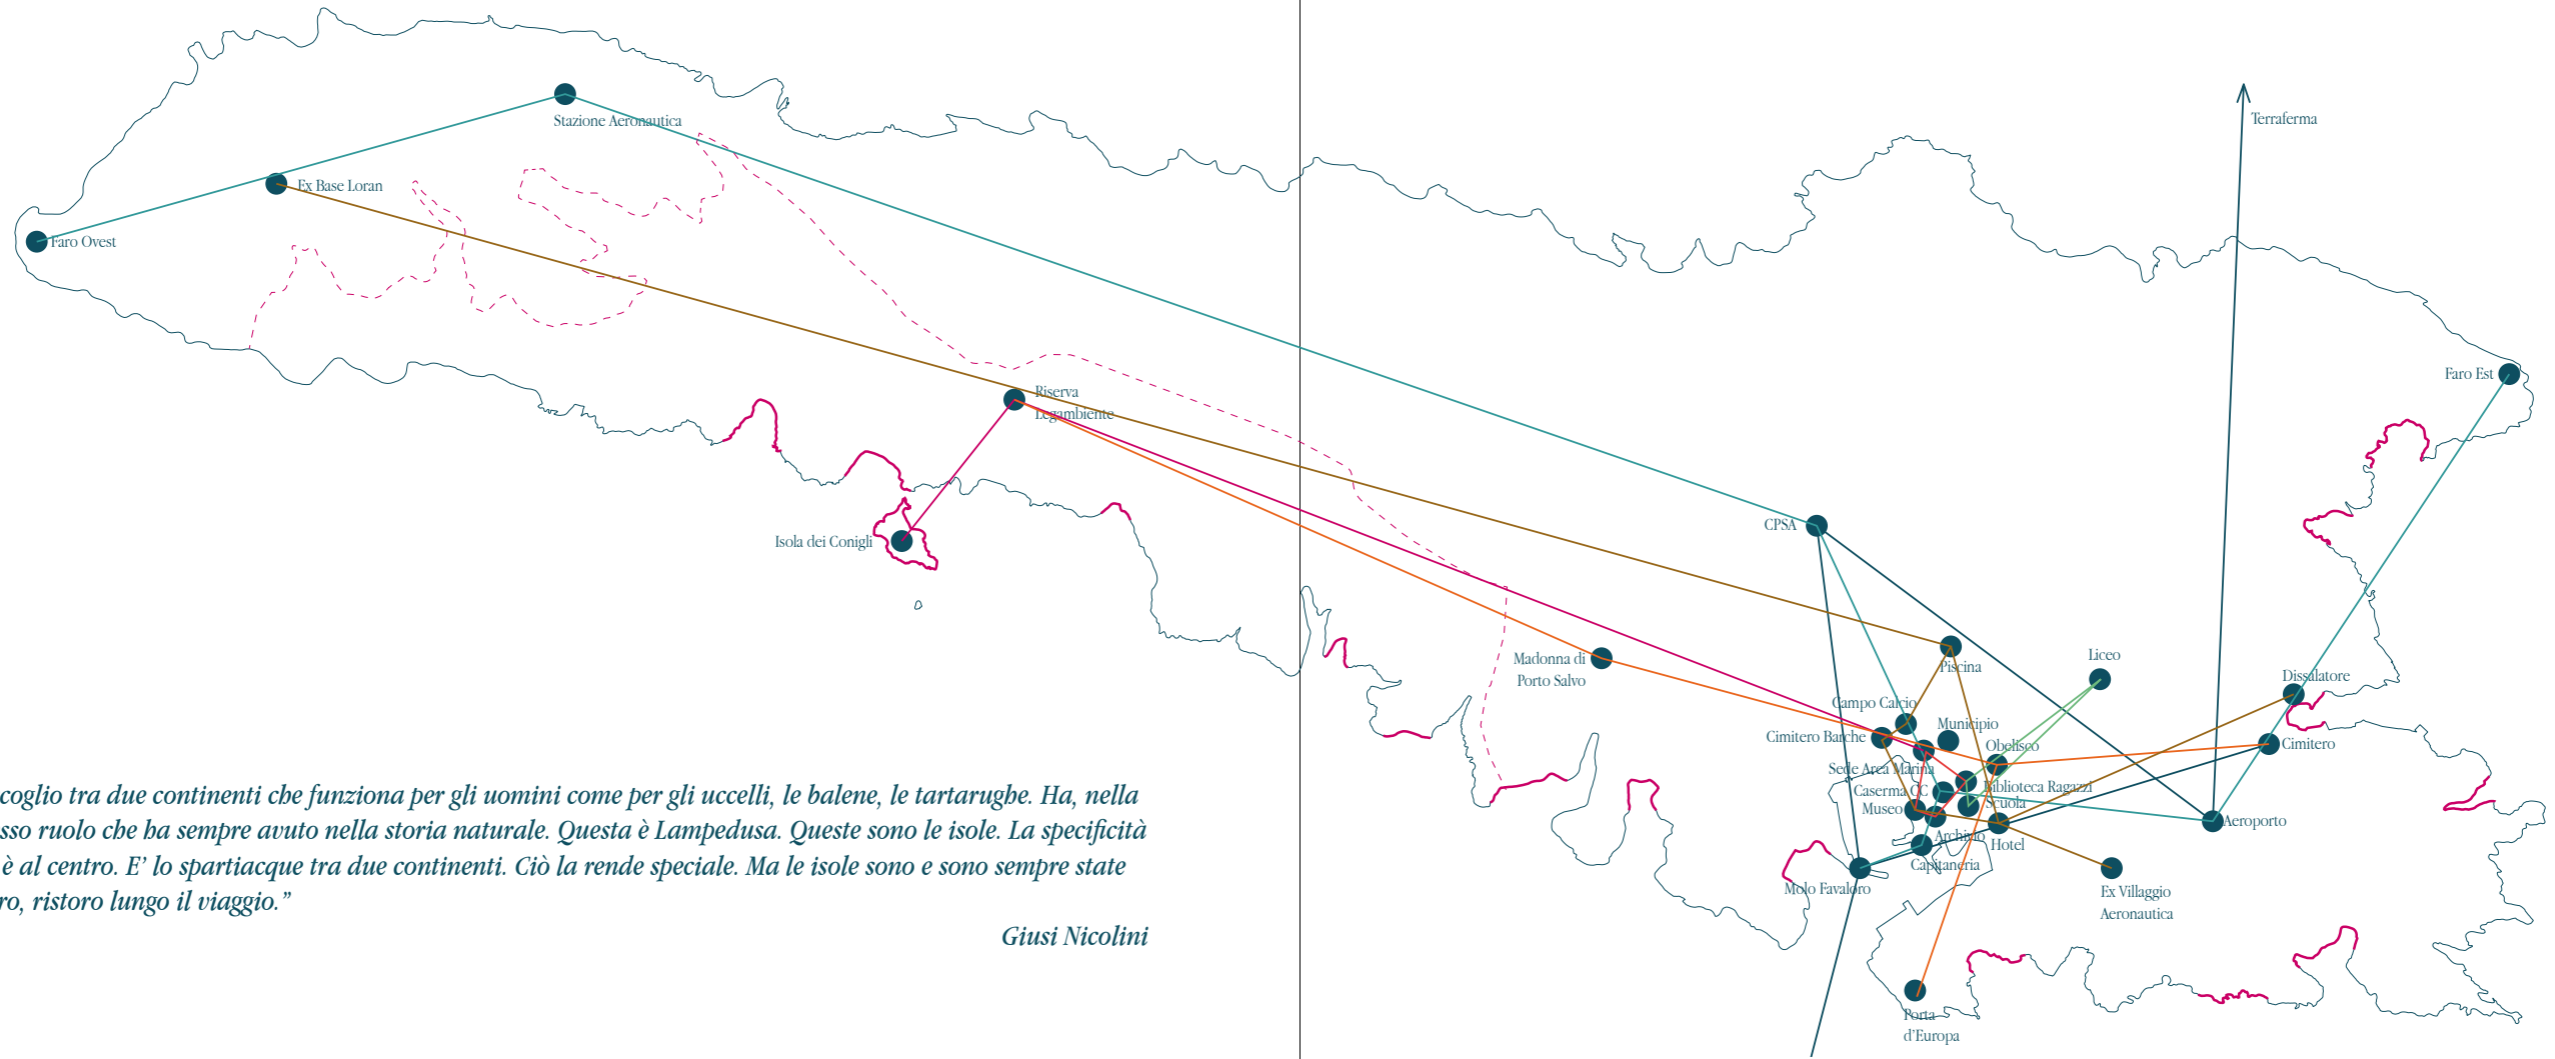 Terraferma
Stazione Aeronautica
Ex Base Loran
Faro Ovest
Faro Est
Riserva
Legambiente
CPSA
Isola dei Conigli
Madonna di
Porto Salvo
Piscina
Liceo
Dissalatore
Campo Calcio
Municipio
Cimitero Barche
Obelisco
Cimitero
Sede Area Marina
Biblioteca Ragazzi
Caserma CC
Scuola
Museo
Aeroporto
Archivio
Hotel
Capitaneria
Molo Favaloro
Ex Villaggio
Aeronautica
Porta
d'Europa
coglio tra due continenti che funziona per gli uomini come per gli uccelli, le balene, le tartarughe. Ha, nella
sso ruolo che ha sempre avuto nella storia naturale. Questa è Lampedusa. Queste sono le isole. La specificità
è al centro. E’ lo spartiacque tra due continenti. Ciò la rende speciale. Ma le isole sono e sono sempre state
ro, ristoro lungo il viaggio.”
Giusi Nicolini